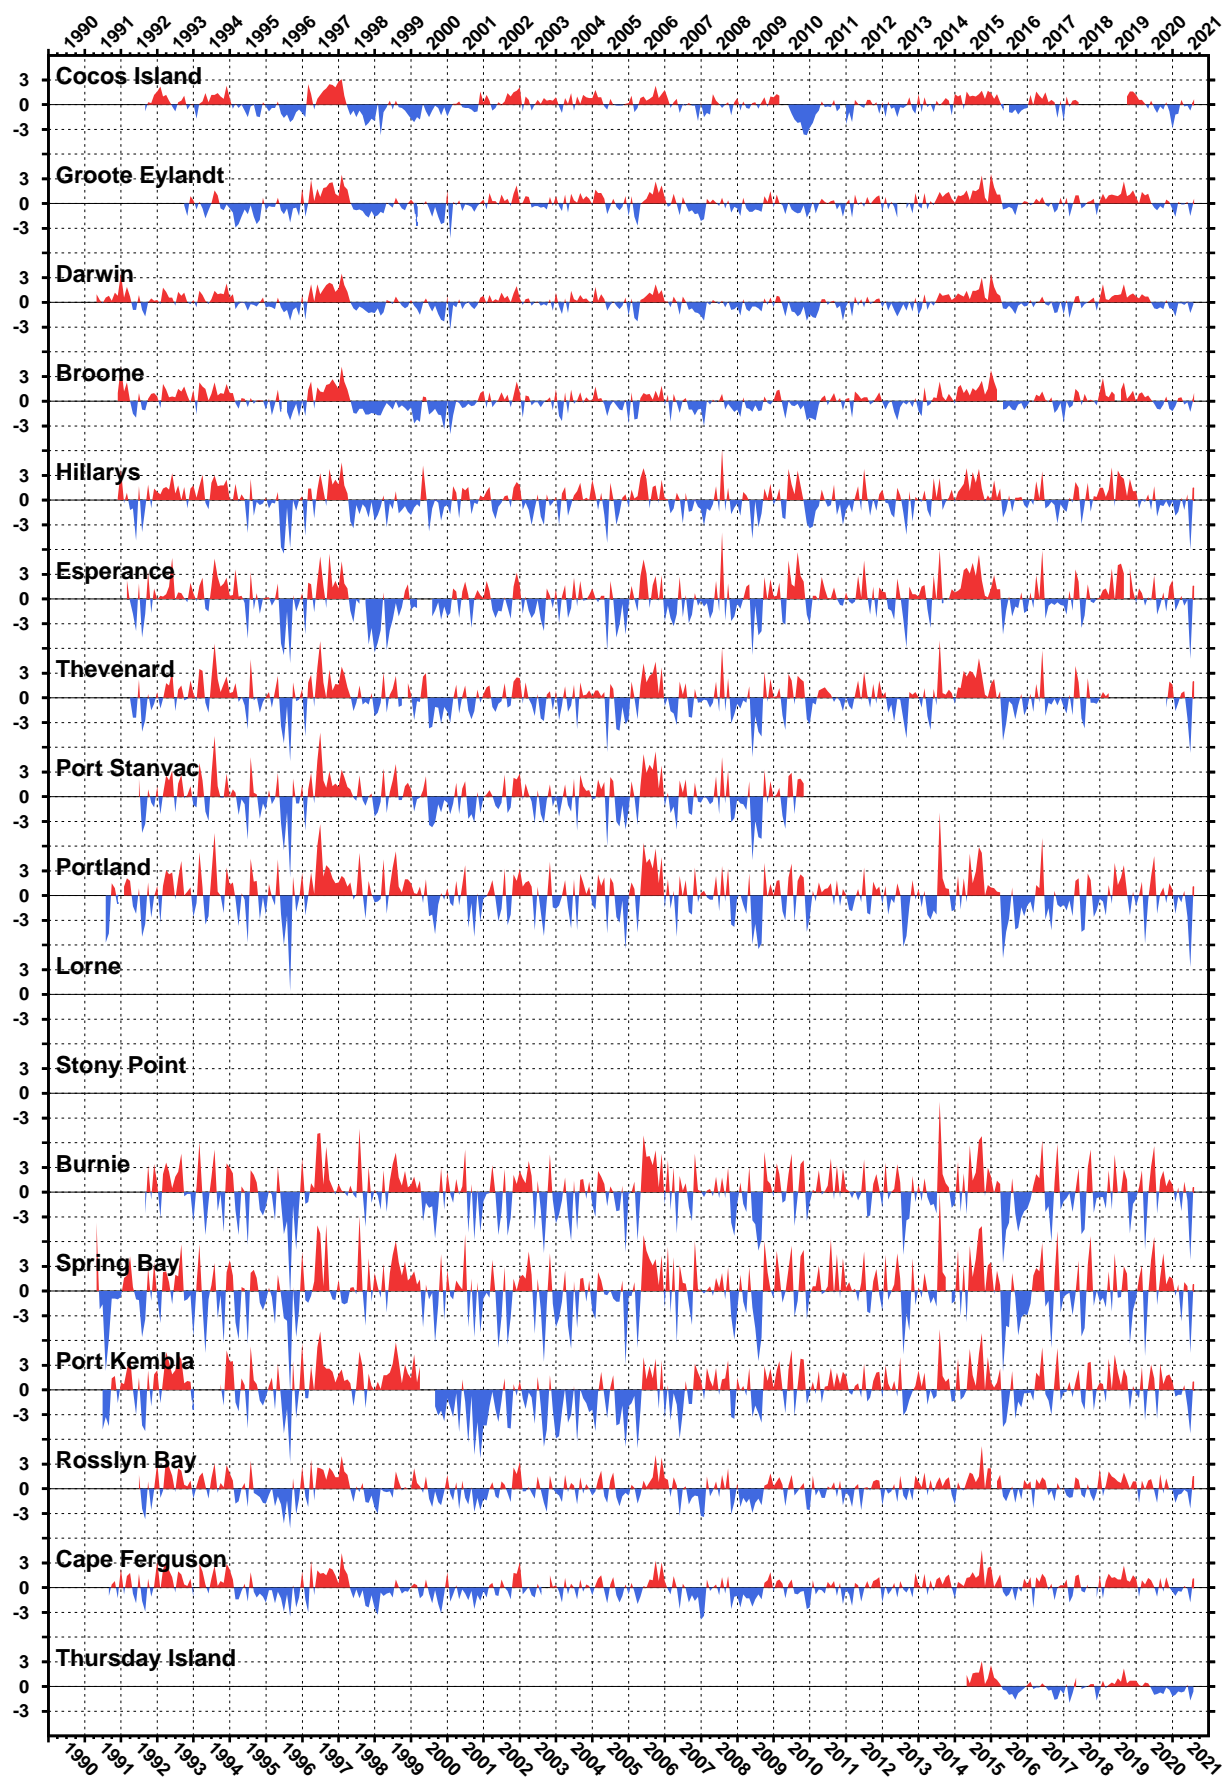 1990 1991 1992 1993 1994 1995 1996 1997 1998 1999 2000 2001 2002 2003 2004 2005 2006 2007 2008 2009 2010 2011 2012 2013 2014 2015 2016 2017 2018 2019 2020 2021
Cocos Island
3
0
-3
Groote Eylandt
3
0
-3
Darwin
3
0
-3
Broome
3
0
-3
Hillarys
3
0
-3
Esperance
3
0
-3
Thevenard
3
0
-3
Port Stanvac
3
0
-3
Portland
3
0
-3
Lorne
3
0
-3
Stony Point
3
0
-3
Burnie
3
0
-3
Spring Bay
3
0
-3
Port Kembla
3
0
-3
Rosslyn Bay
3
0
-3
Cape Ferguson
3
0
-3
Thursday Island
3
0
-3
1990 1991 1992 1993 1994 1995 1996 1997 1998 1999 2000 2001 2002 2003 2004 2005 2006 2007 2008 2009 2010 2011 2012 2013 2014 2015 2016 2017 2018 2019 2020 2021